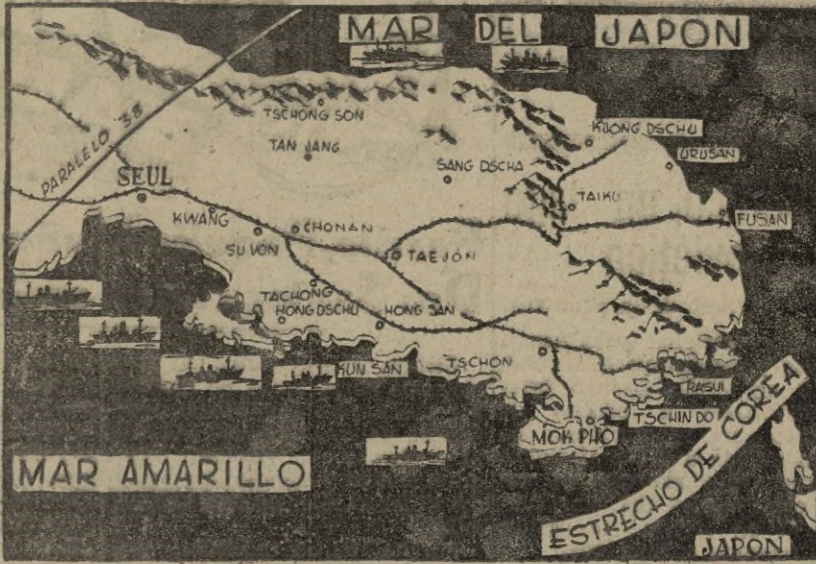 MAR DEL JAPON
TSCHONG SON
TAN JANG
KÜONG DSCHU
URUSAN
SANG DSCHA
PARALELO 38
SEUL
TAIKU
KWANG
CHONAN
FUSAN
SU VON
TAEJÓN
TACHONG
HONG DSCHU
HONG SAN
KUN SAN
TSCHON
RASUI
TSCHIN DO
MOK PHO
MAR AMARILLO
ESTRECHO DE COREA
JAPON